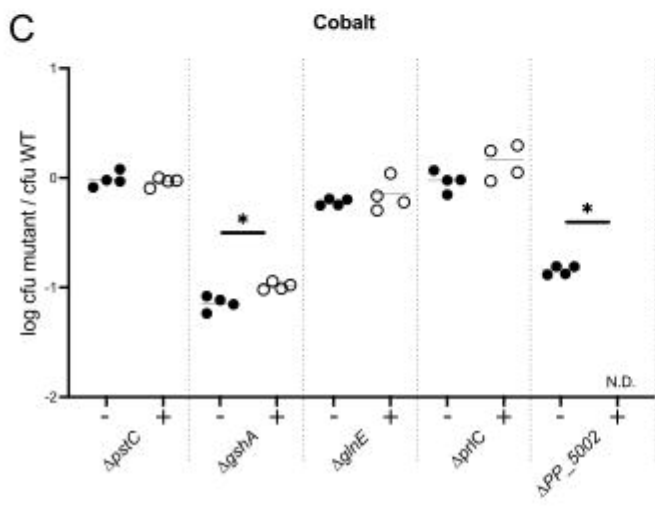 C
Cobalt
log cfu mutant / cfu WT
1
0
-1
-2
*
*
N.D.
- + - + - + - + - +
ΔpstC ΔgshA ΔglnE ΔprlC ΔPP_5002